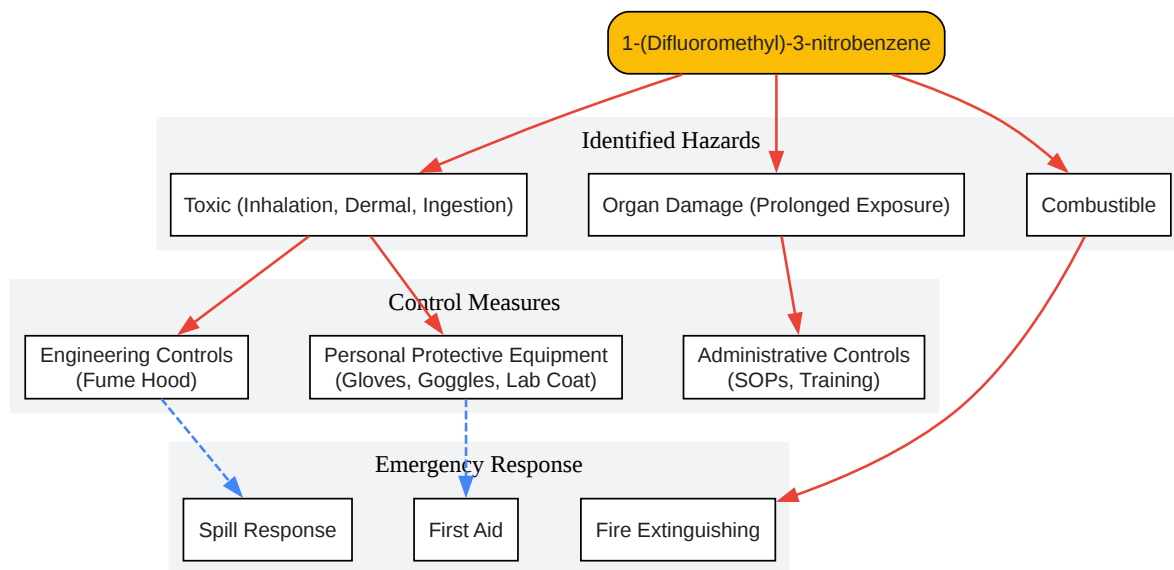 1-(Difluoromethyl)-3-nitrobenzene
Identified Hazards
Toxic (Inhalation, Dermal, Ingestion)
Organ Damage (Prolonged Exposure)
Combustible
Control Measures
Engineering Controls
(Fume Hood)
Personal Protective Equipment
(Gloves, Goggles, Lab Coat)
Administrative Controls
(SOPs, Training)
Emergency Response
Spill Response
First Aid
Fire Extinguishing